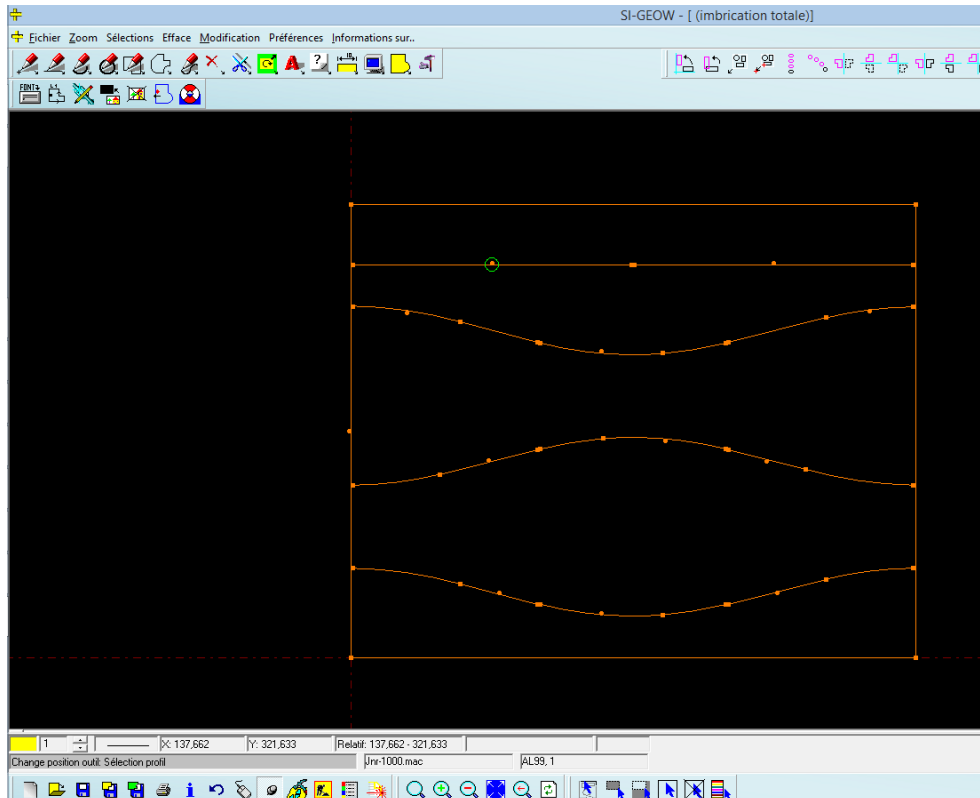 SI-GEOW - [ (imbrication totale)]
Fichier Zoom Sélections Efface Modification Préférences Informations sur..
FONT
1 X: 137,662 Y: 321,633 Relatif: 137,662 - 321,633
Change position outil: Sélection profil Jnr-1000.mac AL99, 1